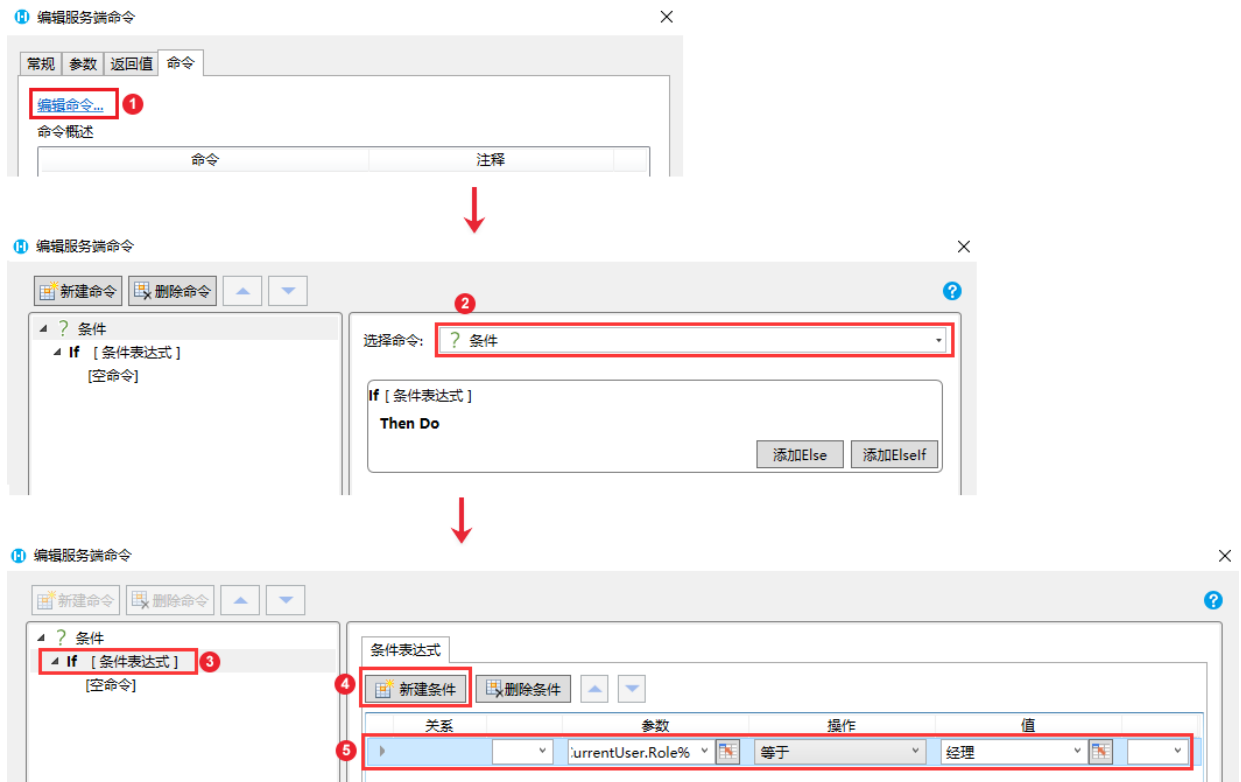 编辑服务端命令
常规 参数 返回值 命令
编辑命令... 1
命令概述
命令 注释
编辑服务端命令
新建命令 删除命令 ?
2
? 条件
选择命令: ? 条件
If [ 条件表达式 ]
[空命令]
If [ 条件表达式 ]
Then Do
添加Else 添加ElseIf
编辑服务端命令
新建命令 删除命令 ?
? 条件
If [ 条件表达式 ] 3
[空命令]
条件表达式
4 新建条件 删除条件
关系 参数 操作 值
5 CurrentUser.Role% 等于 经理